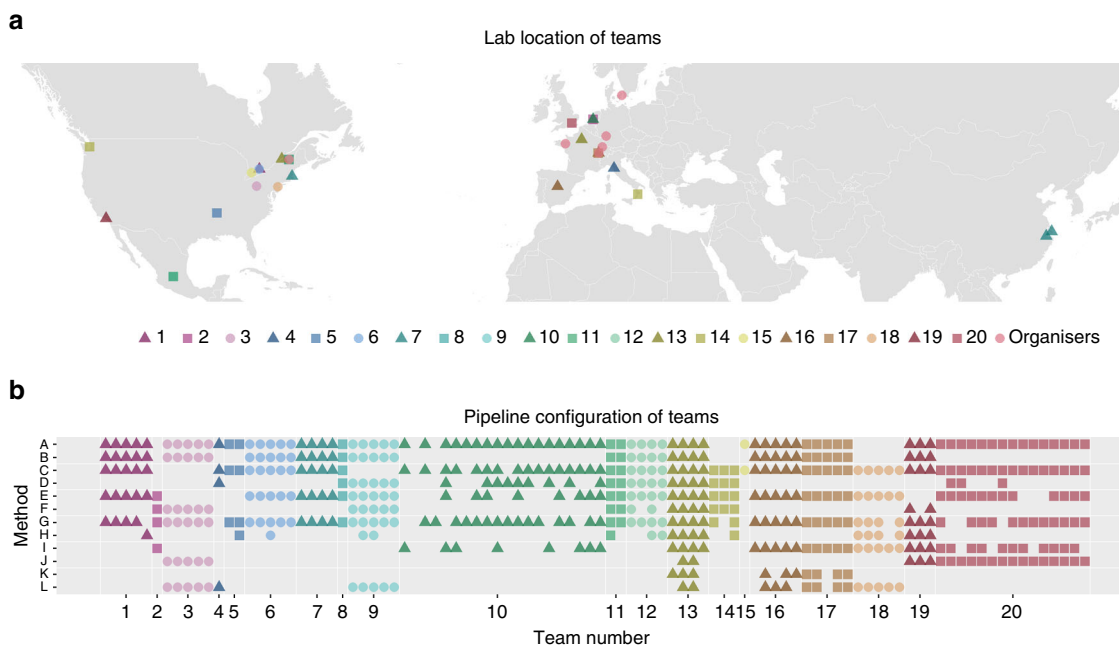 a
Lab location of teams
1 2 3 4 5 6 7 8 9 10 11 12 13 14 15 16 17 18 19 20 Organisers
b
Pipeline configuration of teams
Method
A
B
C
D
E
F
G
H
I
J
K
L
1 2 3 4 5 6 7 8 9 10 11 12 13 14 15 16 17 18 19 20
Team number